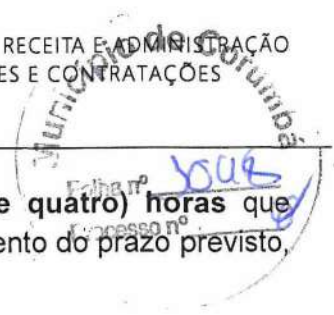 RECEITA E ADMINISTRAÇÃO
ES E CONTRATAÇÕES
Município de Corumbá
Folha nº
e quatro) horas que
Processo nº
ento do prazo previsto,